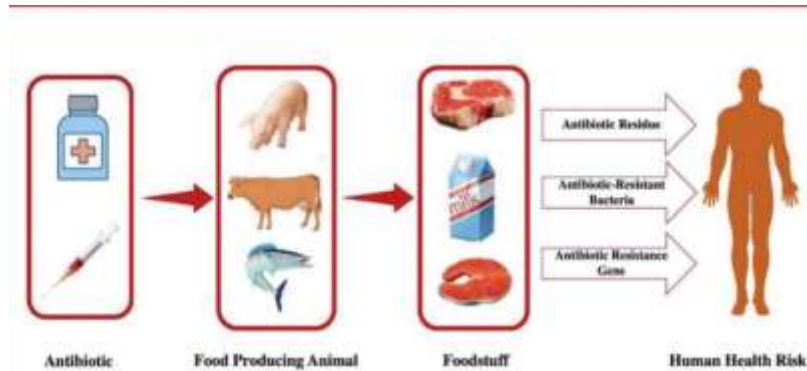 Antibiotic Residue
Antibiotic-Resistant
Bacteria
Antibiotic Resistance
Gene
milk
Antibiotic
Food Producing Animal
Foodstuff
Human Health Risk